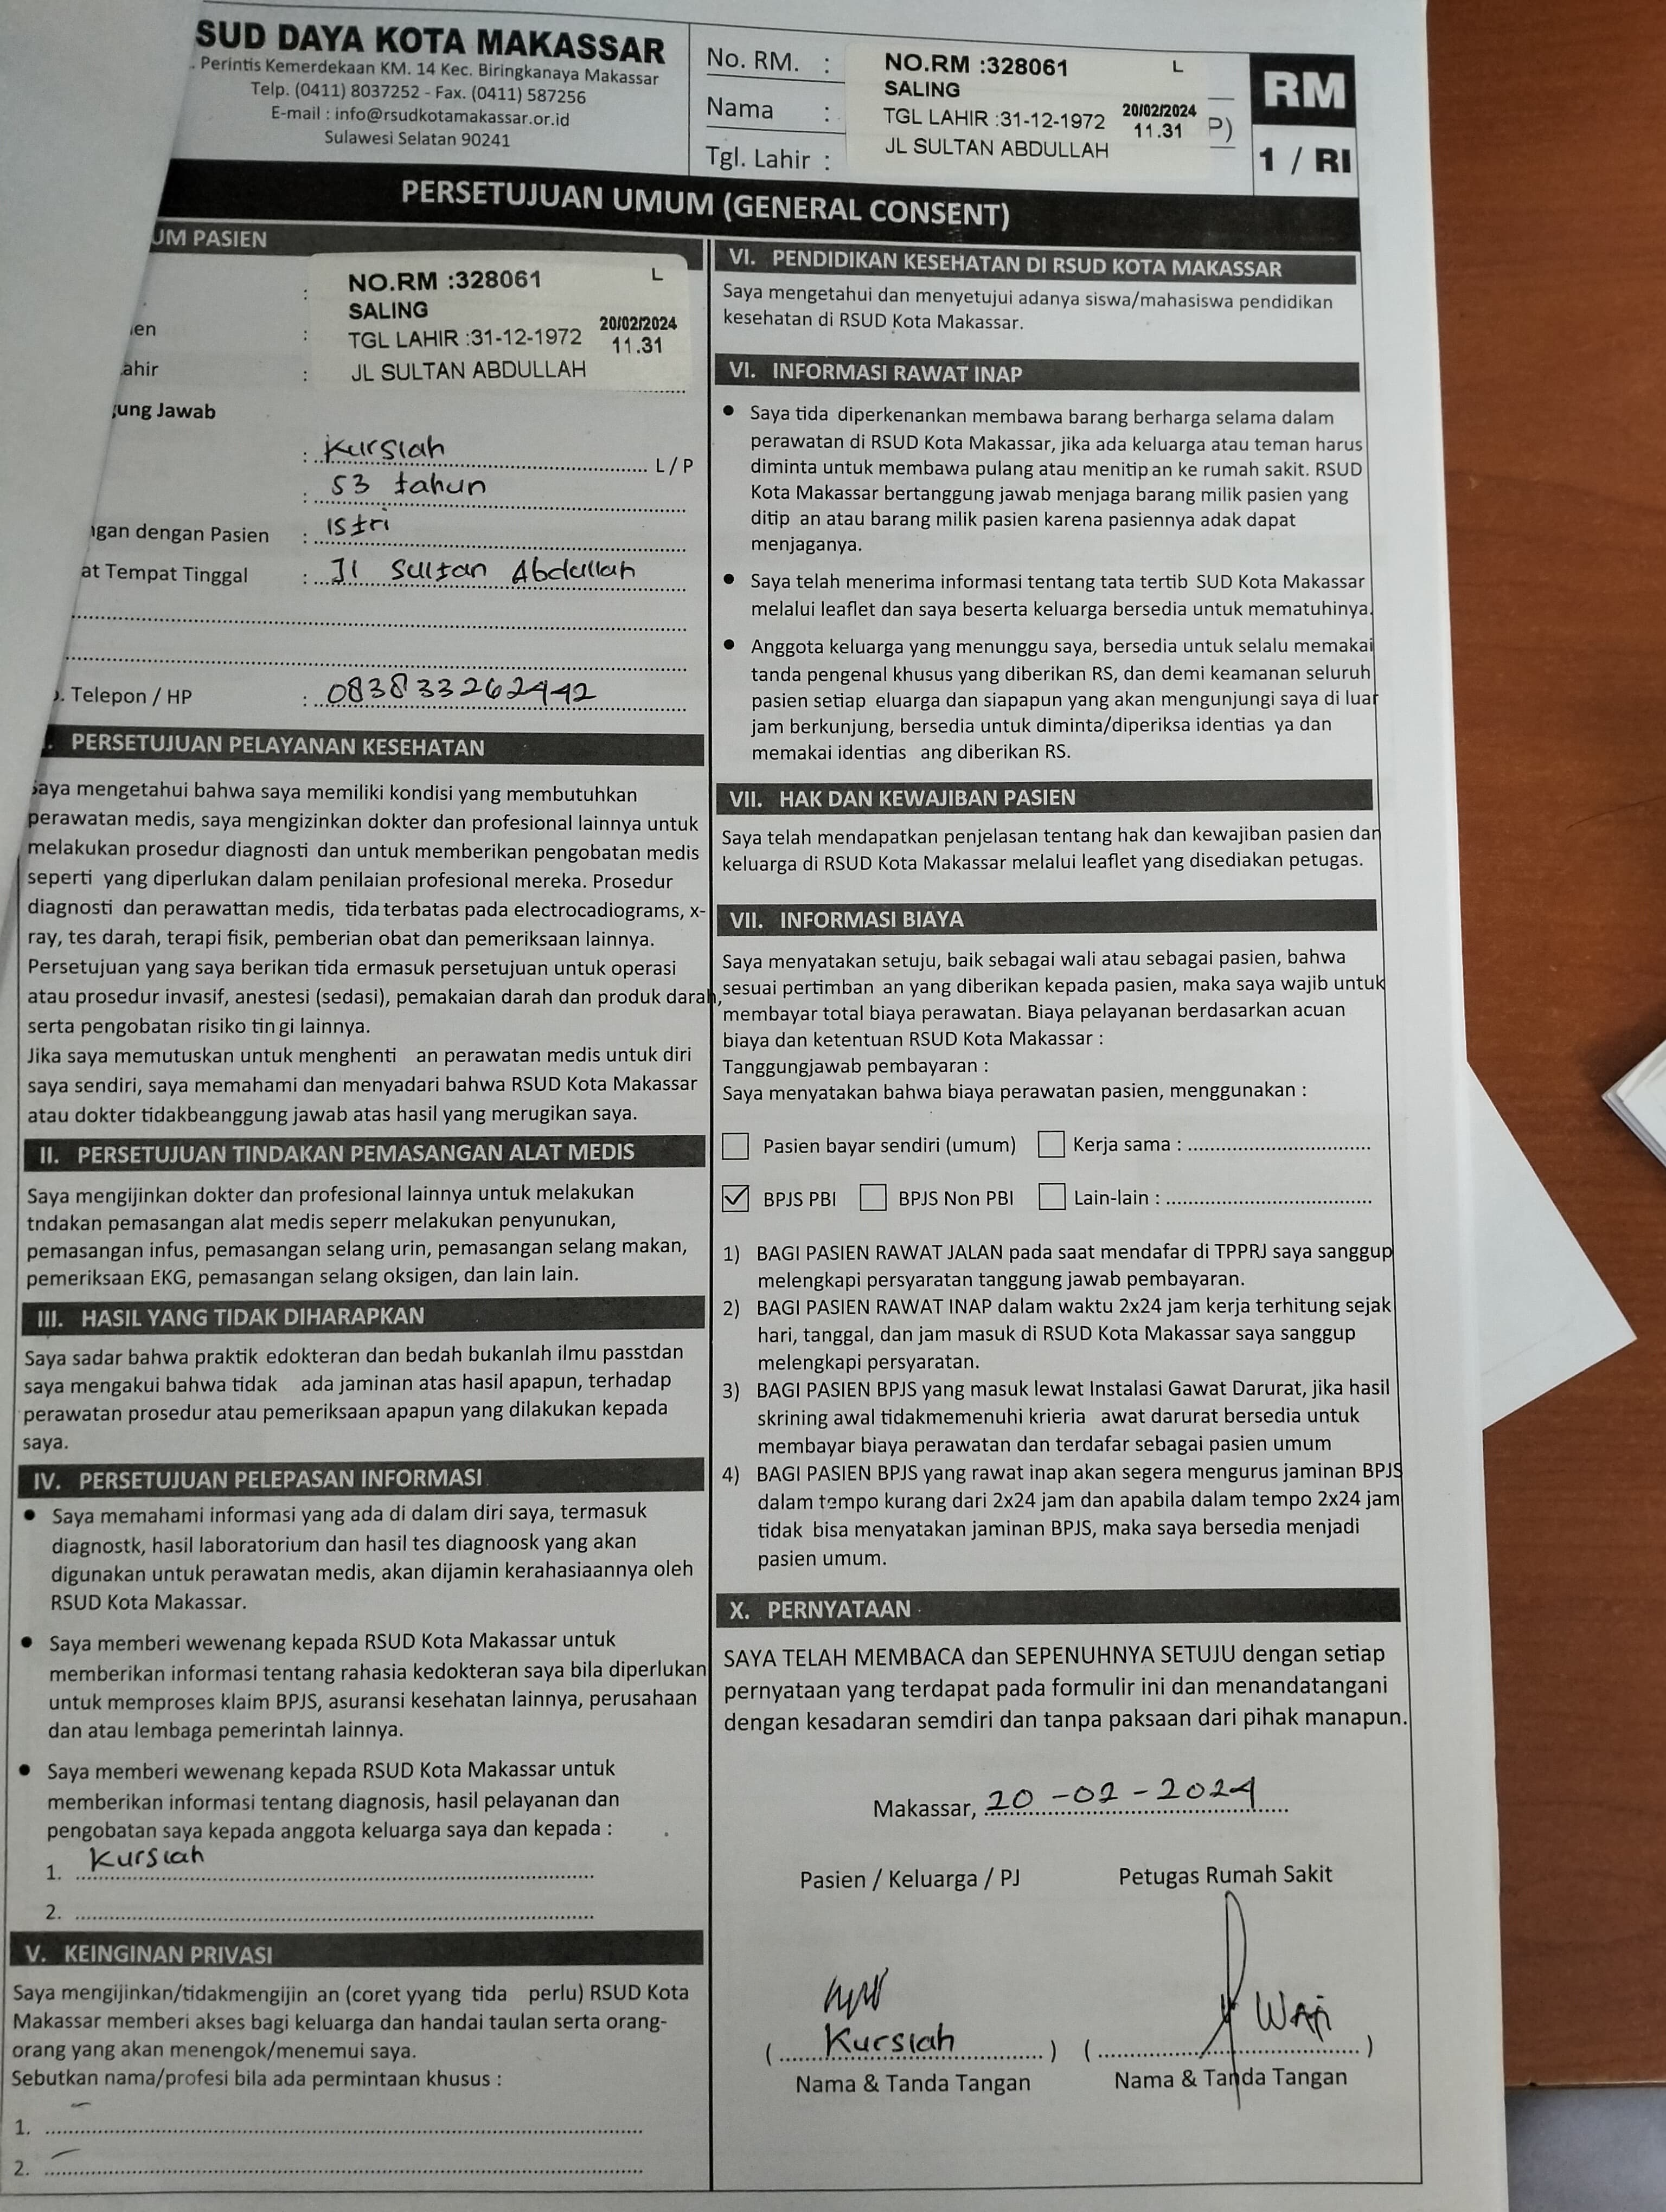 SUD DAYA KOTA MAKASSAR
. Perintis Kemerdekaan KM. 14 Kec. Biringkanaya Makassar
Telp. (0411) 8037252 - Fax. (0411) 587256
E-mail : info@rsudkotamakassar.or.id
Sulawesi Selatan 90241
No. RM. :
Nama :
Tgl. Lahir :
NO.RM :328061 L
SALING
TGL LAHIR :31-12-1972 20/02/2024
11.31
JL SULTAN ABDULLAH
P)
RM
1 / RI
PERSETUJUAN UMUM (GENERAL CONSENT)
UM PASIEN
:
en :
ahir :
NO.RM :328061 L
SALING
TGL LAHIR :31-12-1972 20/02/2024
11.31
JL SULTAN ABDULLAH
gung Jawab
: Kursiah L / P
: 53 tahun
ngan dengan Pasien : Istri
at Tempat Tinggal : Jl Sultan Abdullah
. Telepon / HP : 083833262442
. PERSETUJUAN PELAYANAN KESEHATAN
Saya mengetahui bahwa saya memiliki kondisi yang membutuhkan
perawatan medis, saya mengizinkan dokter dan profesional lainnya untuk
melakukan prosedur diagnosti dan untuk memberikan pengobatan medis
seperti yang diperlukan dalam penilaian profesional mereka. Prosedur
diagnosti dan perawattan medis, tida terbatas pada electrocadiograms, x-
ray, tes darah, terapi fisik, pemberian obat dan pemeriksaan lainnya.
Persetujuan yang saya berikan tida ermasuk persetujuan untuk operasi
atau prosedur invasif, anestesi (sedasi), pemakaian darah dan produk darah,
serta pengobatan risiko tin gi lainnya.
Jika saya memutuskan untuk menghenti an perawatan medis untuk diri
saya sendiri, saya memahami dan menyadari bahwa RSUD Kota Makassar
atau dokter tidakbeanggung jawab atas hasil yang merugikan saya.
II. PERSETUJUAN TINDAKAN PEMASANGAN ALAT MEDIS
Saya mengijinkan dokter dan profesional lainnya untuk melakukan
tndakan pemasangan alat medis seperr melakukan penyunukan,
pemasangan infus, pemasangan selang urin, pemasangan selang makan,
pemeriksaan EKG, pemasangan selang oksigen, dan lain lain.
III. HASIL YANG TIDAK DIHARAPKAN
Saya sadar bahwa praktik edokteran dan bedah bukanlah ilmu passtdan
saya mengakui bahwa tidak ada jaminan atas hasil apapun, terhadap
perawatan prosedur atau pemeriksaan apapun yang dilakukan kepada
saya.
IV. PERSETUJUAN PELEPASAN INFORMASI
• Saya memahami informasi yang ada di dalam diri saya, termasuk
diagnostk, hasil laboratorium dan hasil tes diagnoosk yang akan
digunakan untuk perawatan medis, akan dijamin kerahasiaannya oleh
RSUD Kota Makassar.
• Saya memberi wewenang kepada RSUD Kota Makassar untuk
memberikan informasi tentang rahasia kedokteran saya bila diperlukan
untuk memproses klaim BPJS, asuransi kesehatan lainnya, perusahaan
dan atau lembaga pemerintah lainnya.
• Saya memberi wewenang kepada RSUD Kota Makassar untuk
memberikan informasi tentang diagnosis, hasil pelayanan dan
pengobatan saya kepada anggota keluarga saya dan kepada :
1. Kursiah
2.
V. KEINGINAN PRIVASI
Saya mengijinkan/tidakmengijin an (coret yyang tida perlu) RSUD Kota
Makassar memberi akses bagi keluarga dan handai taulan serta orang-
orang yang akan menengok/menemui saya.
Sebutkan nama/profesi bila ada permintaan khusus :
1. -
2. -
VI. PENDIDIKAN KESEHATAN DI RSUD KOTA MAKASSAR
Saya mengetahui dan menyetujui adanya siswa/mahasiswa pendidikan
kesehatan di RSUD Kota Makassar.
VI. INFORMASI RAWAT INAP
• Saya tida diperkenankan membawa barang berharga selama dalam
perawatan di RSUD Kota Makassar, jika ada keluarga atau teman harus
diminta untuk membawa pulang atau menitip an ke rumah sakit. RSUD
Kota Makassar bertanggung jawab menjaga barang milik pasien yang
ditip an atau barang milik pasien karena pasiennya adak dapat
menjaganya.
• Saya telah menerima informasi tentang tata tertib SUD Kota Makassar
melalui leaflet dan saya beserta keluarga bersedia untuk mematuhinya.
• Anggota keluarga yang menunggu saya, bersedia untuk selalu memakai
tanda pengenal khusus yang diberikan RS, dan demi keamanan seluruh
pasien setiap eluarga dan siapapun yang akan mengunjungi saya di luar
jam berkunjung, bersedia untuk diminta/diperiksa identias ya dan
memakai identias ang diberikan RS.
VII. HAK DAN KEWAJIBAN PASIEN
Saya telah mendapatkan penjelasan tentang hak dan kewajiban pasien dan
keluarga di RSUD Kota Makassar melalui leaflet yang disediakan petugas.
VII. INFORMASI BIAYA
Saya menyatakan setuju, baik sebagai wali atau sebagai pasien, bahwa
sesuai pertimban an yang diberikan kepada pasien, maka saya wajib untuk
membayar total biaya perawatan. Biaya pelayanan berdasarkan acuan
biaya dan ketentuan RSUD Kota Makassar :
Tanggungjawab pembayaran :
Saya menyatakan bahwa biaya perawatan pasien, menggunakan :
☐ Pasien bayar sendiri (umum) ☐ Kerja sama :
☑ BPJS PBI ☐ BPJS Non PBI ☐ Lain-lain :
1) BAGI PASIEN RAWAT JALAN pada saat mendafar di TPPRJ saya sanggup
melengkapi persyaratan tanggung jawab pembayaran.
2) BAGI PASIEN RAWAT INAP dalam waktu 2x24 jam kerja terhitung sejak
hari, tanggal, dan jam masuk di RSUD Kota Makassar saya sanggup
melengkapi persyaratan.
3) BAGI PASIEN BPJS yang masuk lewat Instalasi Gawat Darurat, jika hasil
skrining awal tidakmemenuhi krieria awat darurat bersedia untuk
membayar biaya perawatan dan terdafar sebagai pasien umum
4) BAGI PASIEN BPJS yang rawat inap akan segera mengurus jaminan BPJS
dalam tempo kurang dari 2x24 jam dan apabila dalam tempo 2x24 jam
tidak bisa menyatakan jaminan BPJS, maka saya bersedia menjadi
pasien umum.
X. PERNYATAAN
SAYA TELAH MEMBACA dan SEPENUHNYA SETUJU dengan setiap
pernyataan yang terdapat pada formulir ini dan menandatangani
dengan kesadaran semdiri dan tanpa paksaan dari pihak manapun.
Makassar, 20-02-2024
Pasien / Keluarga / PJ Petugas Rumah Sakit
( Kursiah ) ( )
Nama & Tanda Tangan Nama & Tanda Tangan